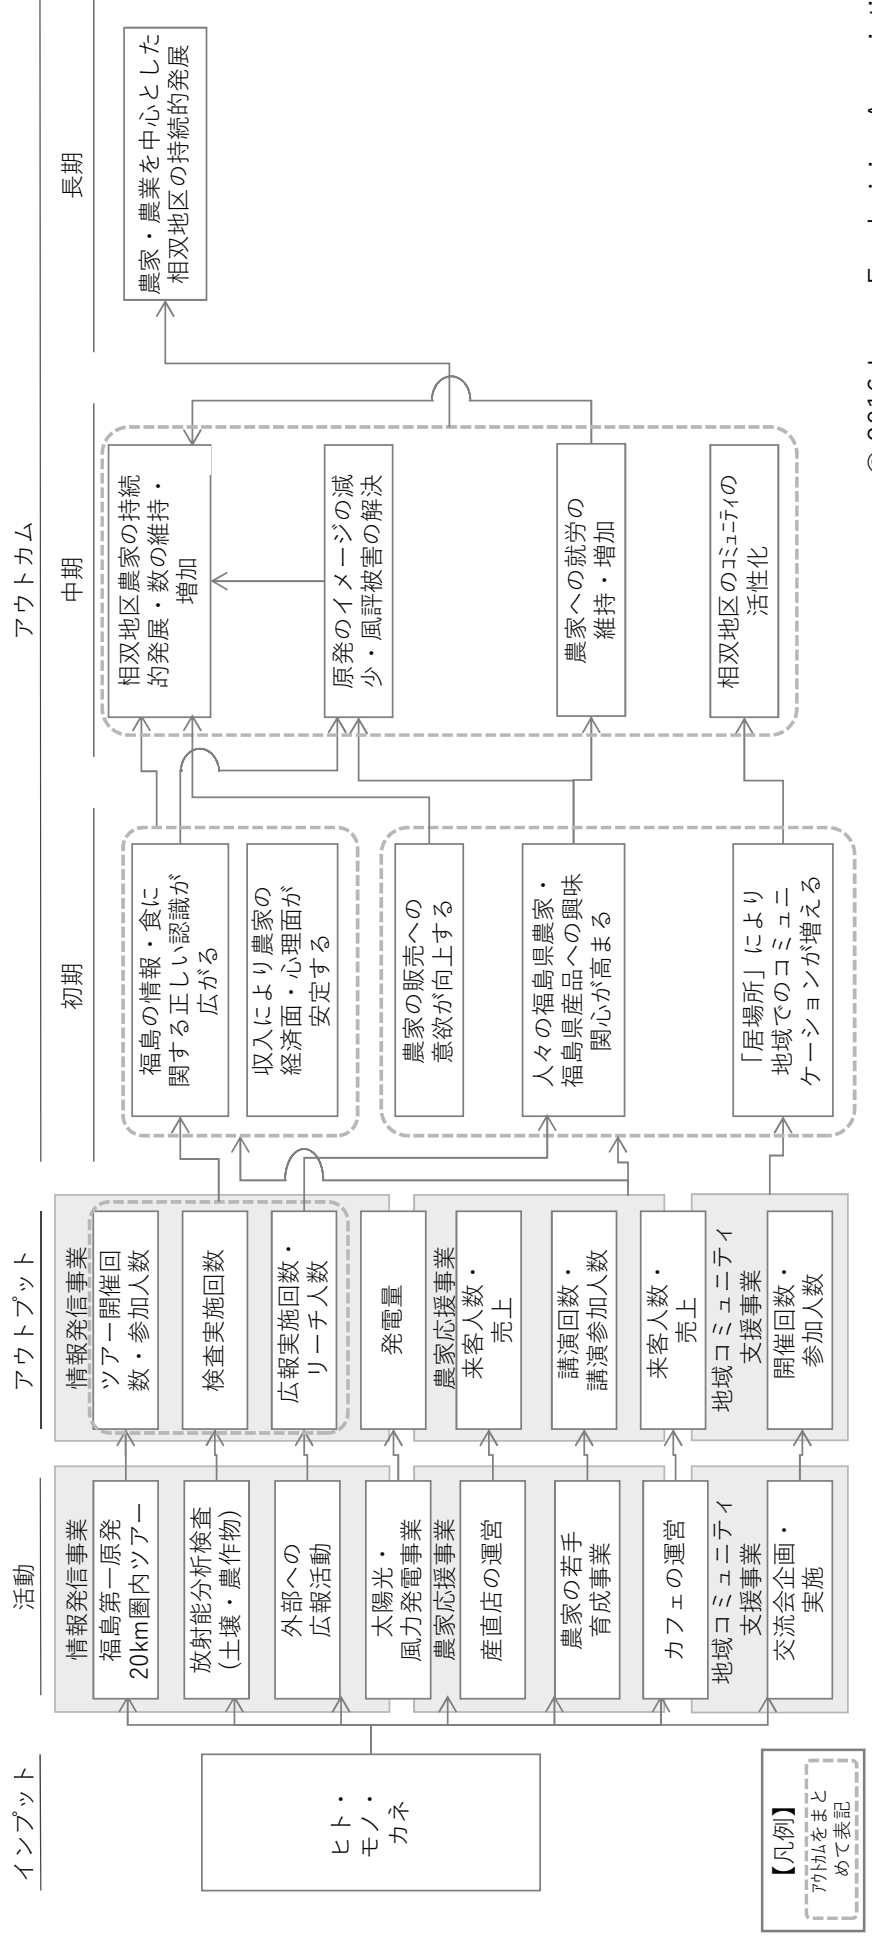 インプット
活動
アウトプット
アウトカム
初期
中期
長期
ヒト・
モノ・
カネ
情報発信事業
福島第一原発
20km圏内ツアー
放射能分析検査
(土壌・農作物)
外部への
広報活動
太陽光・
風力発電事業
農家応援事業
産直店の運営
農家の若手
育成事業
カフェの運営
地域コミュニティ
支援事業
交流会企画・
実施
情報発信事業
ツアー開催回
数・参加人数
検査実施回数
広報実施回数・
リーチ人数
発電量
農家応援事業
来客人数・
売上
講演回数・
講演参加人数
来客人数・
売上
地域コミュニティ
支援事業
開催回数・
参加人数
福島の情報・食に
関する正しい認識が
広がる
収入により農家の
経済面・心理面が
安定する
農家の販売への
意欲が向上する
人々の福島県農家・
福島県産品への興味
関心が高まる
「居場所」により
地域でのコミュニ
ケーションが増える
相双地区農家の持続
的発展・数の維持・
増加
原発のイメージの減
少・風評被害の解決
農家への就労の
維持・増加
相双地区のｺﾐｭﾆﾃｨの
活性化
農家・農業を中心とした
相双地区の持続的発展
【凡例】
ｱｳﾄｶﾑをまと
めて表記